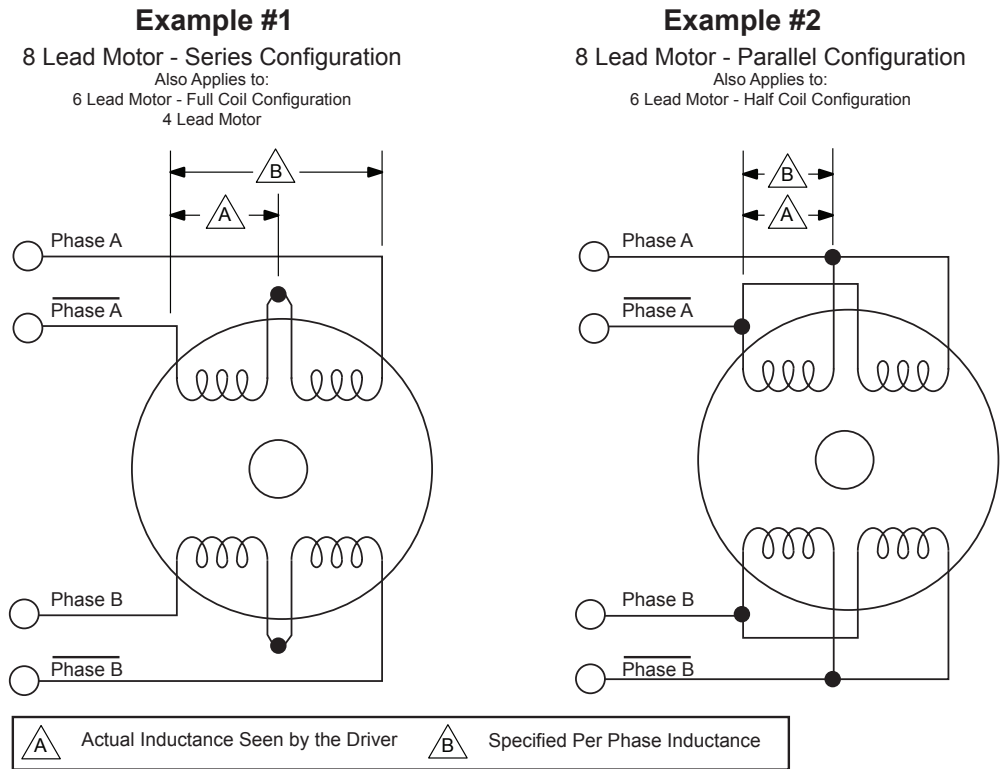 Example #1
8 Lead Motor - Series Configuration
Also Applies to:
6 Lead Motor - Full Coil Configuration
4 Lead Motor
B
A
Phase A
Phase A
Phase B
Phase B
Example #2
8 Lead Motor - Parallel Configuration
Also Applies to:
6 Lead Motor - Half Coil Configuration
B
A
Phase A
Phase A
Phase B
Phase B
A Actual Inductance Seen by the Driver B Specified Per Phase Inductance